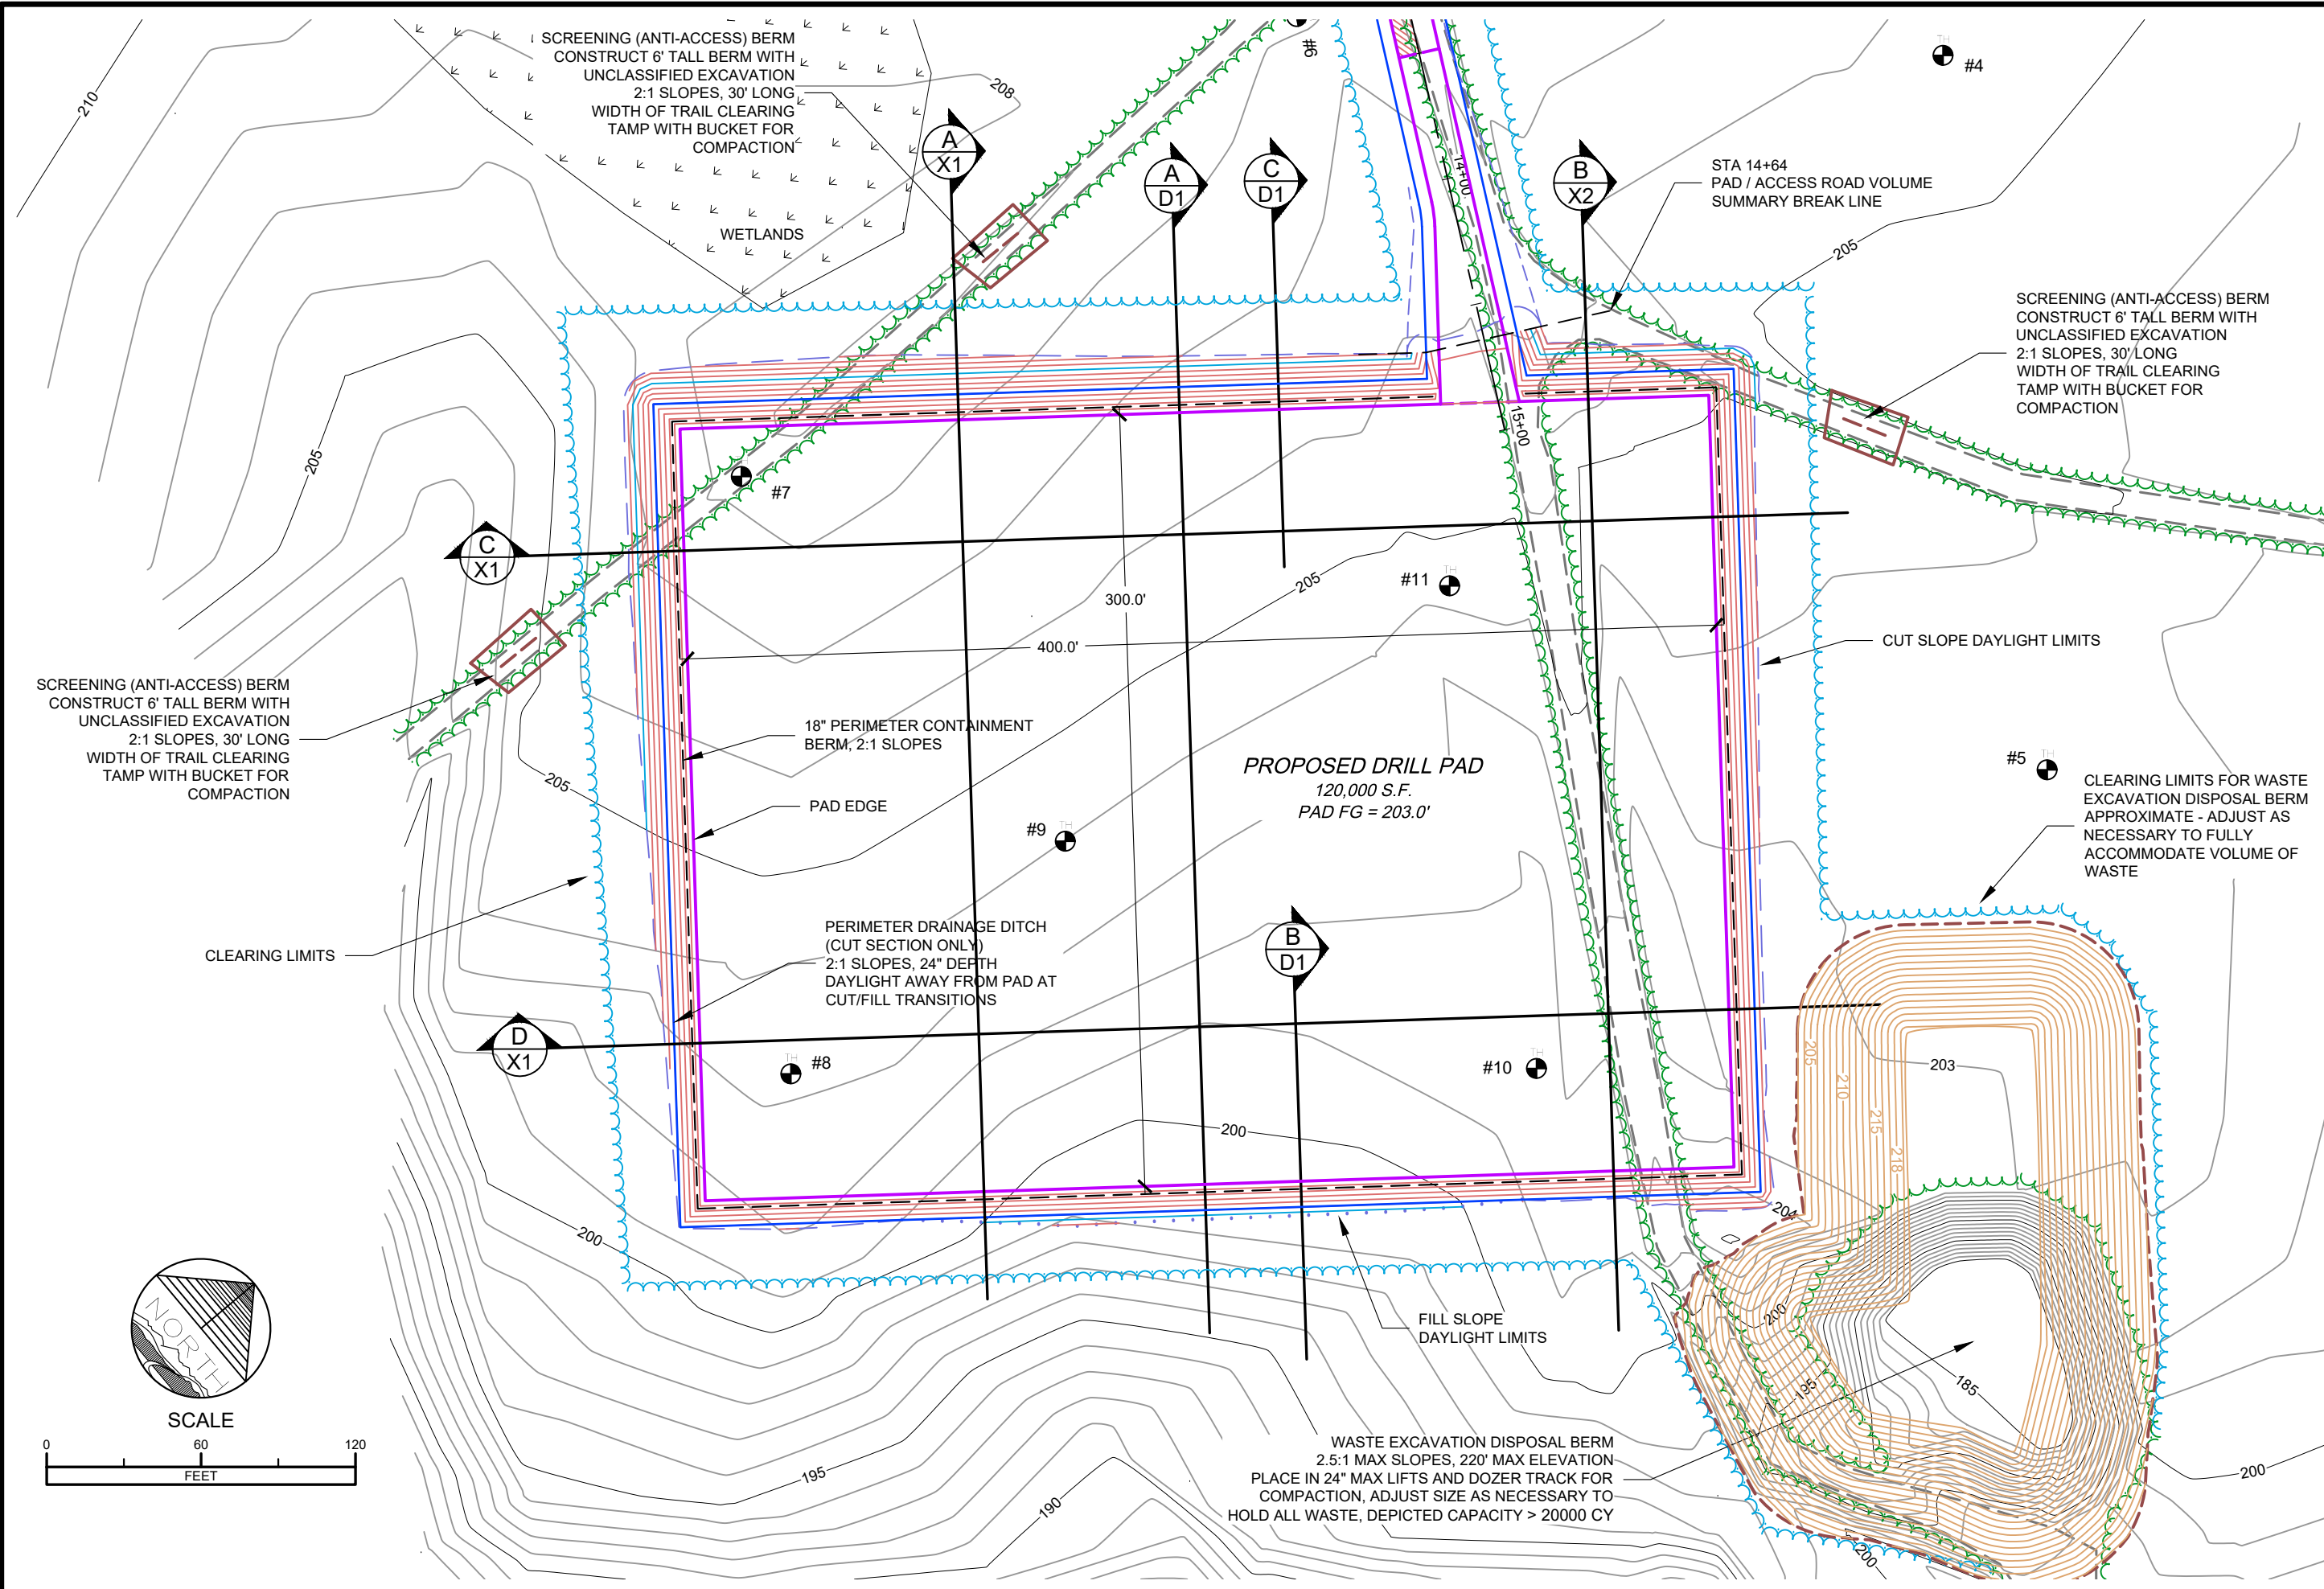 SCREENING (ANTI-ACCESS) BERM
CONSTRUCT 6' TALL BERM WITH
UNCLASSIFIED EXCAVATION
2:1 SLOPES, 30' LONG
WIDTH OF TRAIL CLEARING
TAMP WITH BUCKET FOR
COMPACTION
WETLANDS
210
208
#6
TH
#4
A
X1
A
D1
C
D1
B
X2
14+00
STA 14+64
PAD / ACCESS ROAD VOLUME
SUMMARY BREAK LINE
205
SCREENING (ANTI-ACCESS) BERM
CONSTRUCT 6' TALL BERM WITH
UNCLASSIFIED EXCAVATION
2:1 SLOPES, 30' LONG
WIDTH OF TRAIL CLEARING
TAMP WITH BUCKET FOR
COMPACTION
15+00
205
TH
#7
C
X1
205
300.0'
TH
#11
400.0'
CUT SLOPE DAYLIGHT LIMITS
SCREENING (ANTI-ACCESS) BERM
CONSTRUCT 6' TALL BERM WITH
UNCLASSIFIED EXCAVATION
2:1 SLOPES, 30' LONG
WIDTH OF TRAIL CLEARING
TAMP WITH BUCKET FOR
COMPACTION
18" PERIMETER CONTAINMENT
BERM, 2:1 SLOPES
205
PAD EDGE
PROPOSED DRILL PAD
120,000 S.F.
PAD FG = 203.0'
TH
#9
TH
#5
CLEARING LIMITS FOR WASTE
EXCAVATION DISPOSAL BERM
APPROXIMATE - ADJUST AS
NECESSARY TO FULLY
ACCOMMODATE VOLUME OF
WASTE
CLEARING LIMITS
PERIMETER DRAINAGE DITCH
(CUT SECTION ONLY)
2:1 SLOPES, 24" DEPTH
DAYLIGHT AWAY FROM PAD AT
CUT/FILL TRANSITIONS
B
D1
D
X1
TH
#8
TH
#10
205
210
215
218
203
200
204
200
200
FILL SLOPE
DAYLIGHT LIMITS
195
185
NORTH
SCALE
0 60 120
FEET
195
190
WASTE EXCAVATION DISPOSAL BERM
2.5:1 MAX SLOPES, 220' MAX ELEVATION
PLACE IN 24" MAX LIFTS AND DOZER TRACK FOR
COMPACTION, ADJUST SIZE AS NECESSARY TO
HOLD ALL WASTE, DEPICTED CAPACITY > 20000 CY
200
200